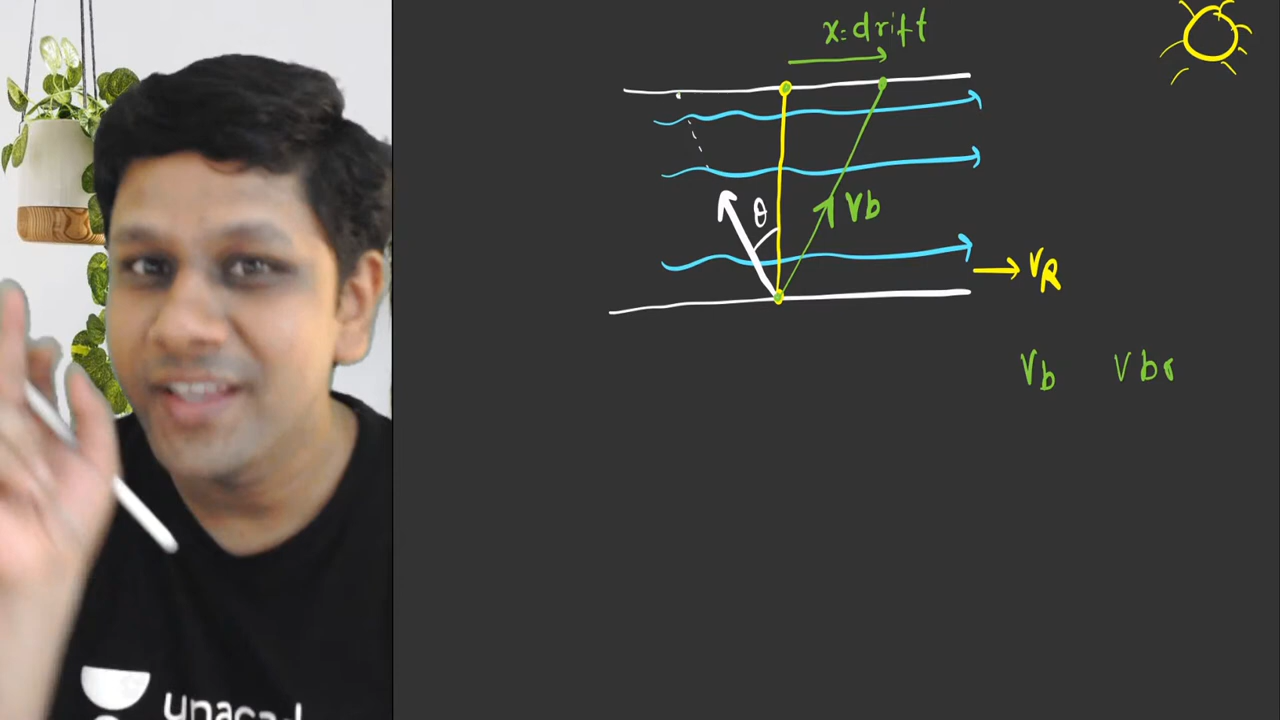 x=drift
θ
Vb
VR
Vb Vbr
unacad